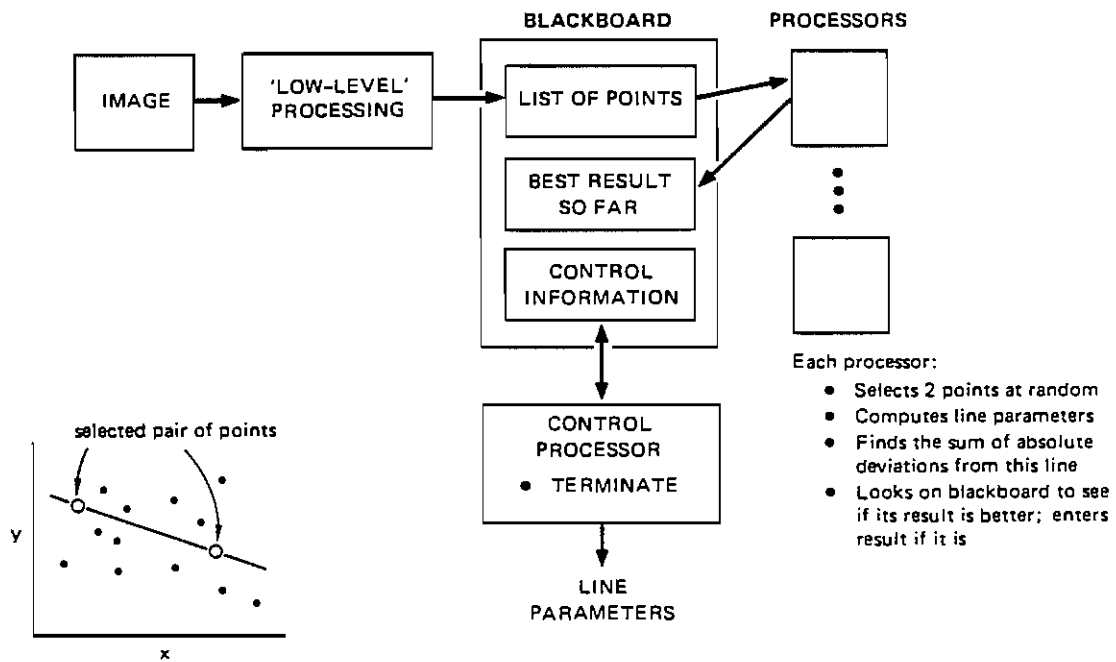 BLACKBOARD
PROCESSORS
IMAGE
'LOW-LEVEL'
PROCESSING
LIST OF POINTS
BEST RESULT
SO FAR
CONTROL
INFORMATION
CONTROL
PROCESSOR
• TERMINATE
LINE
PARAMETERS
Each processor:
• Selects 2 points at random
• Computes line parameters
• Finds the sum of absolute
deviations from this line
• Looks on blackboard to see
if its result is better; enters
result if it is
selected pair of points
y
x